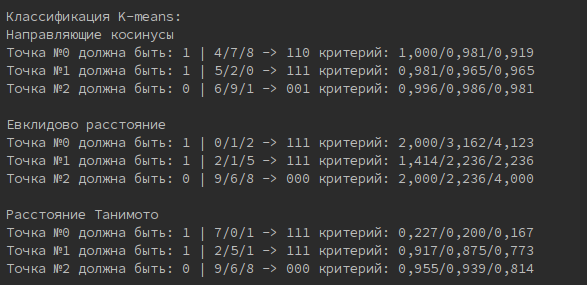 Классификация K-means:
Направляющие косинусы
Точка №0 должна быть: 1 | 4/7/8 -> 110 критерий: 1,000/0,981/0,919
Точка №1 должна быть: 1 | 5/2/0 -> 111 критерий: 0,981/0,965/0,965
Точка №2 должна быть: 0 | 6/9/1 -> 001 критерий: 0,996/0,986/0,981
Евклидово расстояние
Точка №0 должна быть: 1 | 0/1/2 -> 111 критерий: 2,000/3,162/4,123
Точка №1 должна быть: 1 | 2/1/5 -> 111 критерий: 1,414/2,236/2,236
Точка №2 должна быть: 0 | 9/6/8 -> 000 критерий: 2,000/2,236/4,000
Расстояние Танимото
Точка №0 должна быть: 1 | 7/0/1 -> 111 критерий: 0,227/0,200/0,167
Точка №1 должна быть: 1 | 2/5/1 -> 111 критерий: 0,917/0,875/0,773
Точка №2 должна быть: 0 | 9/6/8 -> 000 критерий: 0,955/0,939/0,814